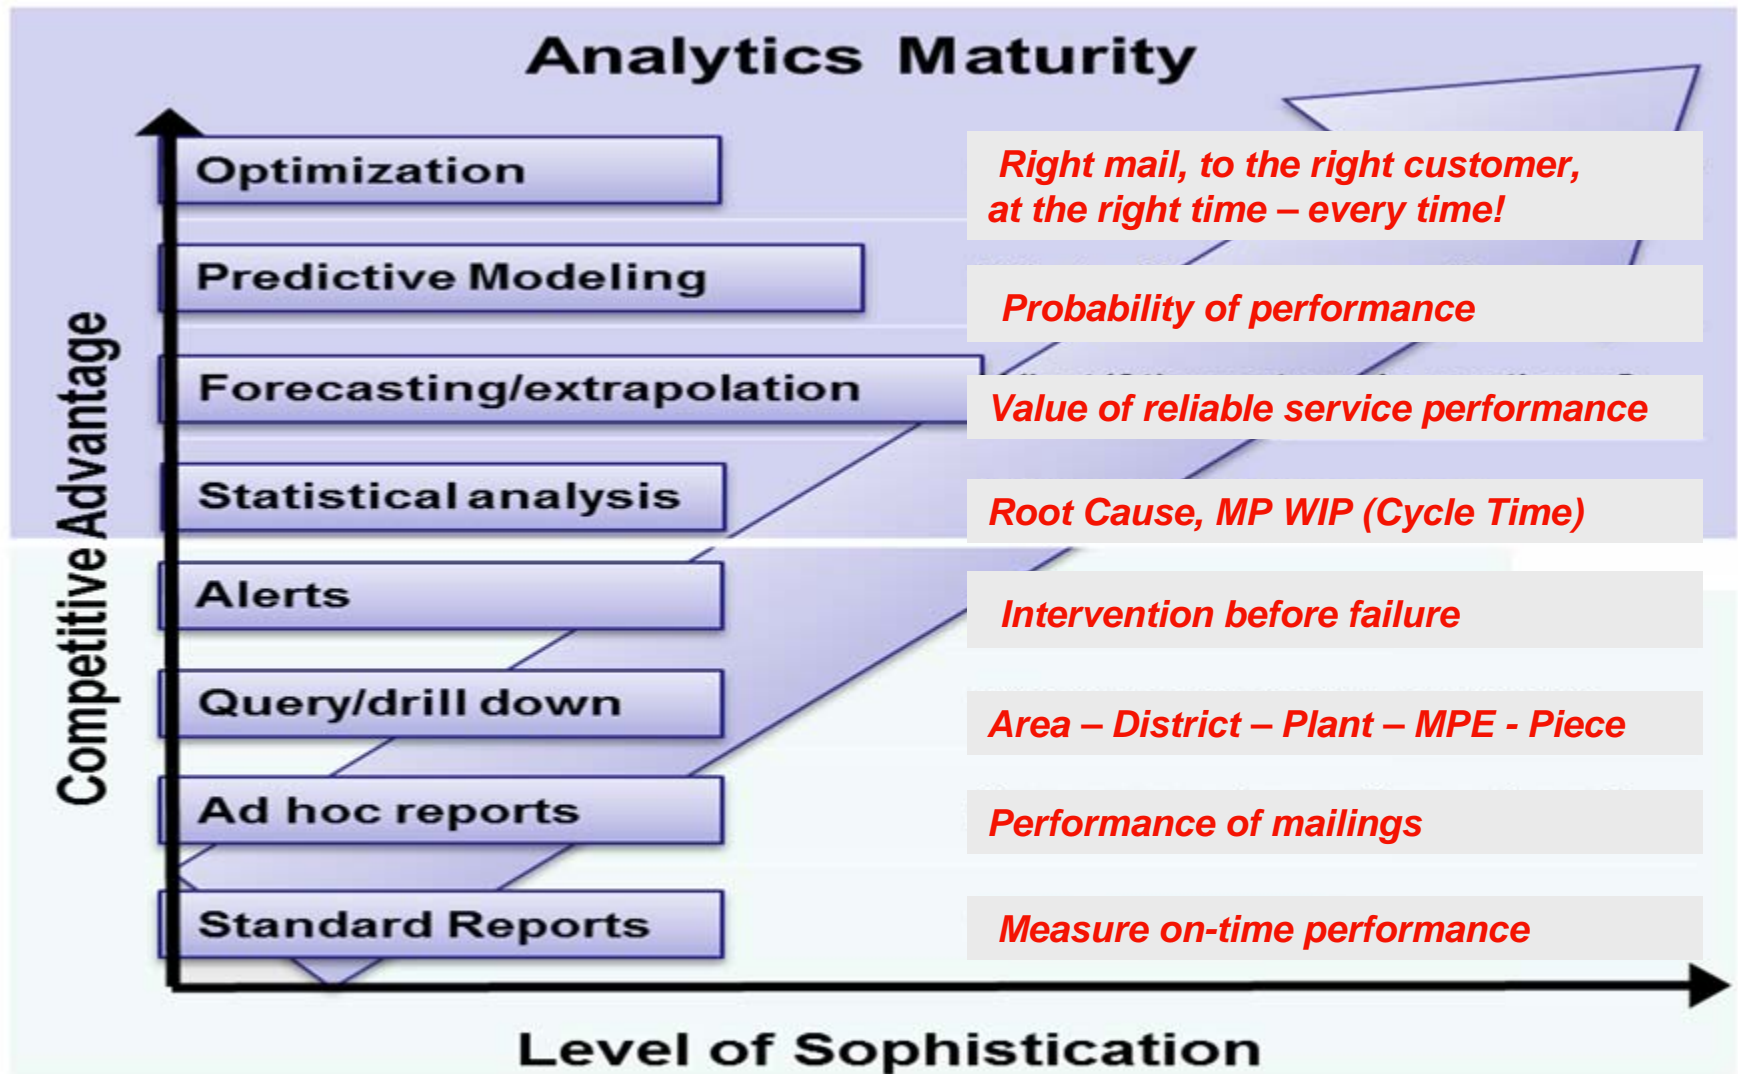 Analytics Maturity
Competitive Advantage
Optimization
Right mail, to the right customer,
at the right time – every time!
Predictive Modeling
Probability of performance
Forecasting/extrapolation
Value of reliable service performance
Statistical analysis
Root Cause, MP WIP (Cycle Time)
Alerts
Intervention before failure
Query/drill down
Area – District – Plant – MPE - Piece
Ad hoc reports
Performance of mailings
Standard Reports
Measure on-time performance
Level of Sophistication